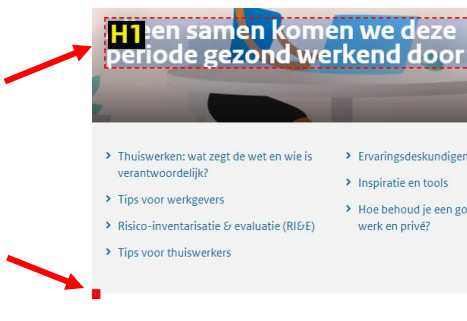 H1
een samen komen we deze
periode gezond werkend door
Thuiswerken: wat zegt de wet en wie is
verantwoordelijk?
Tips voor werkgevers
Risico-inventarisatie & evaluatie (RI&E)
Tips voor thuiswerkers
Ervaringsdeskundigen
Inspiratie en tools
Hoe behoud je een go
werk en privé?